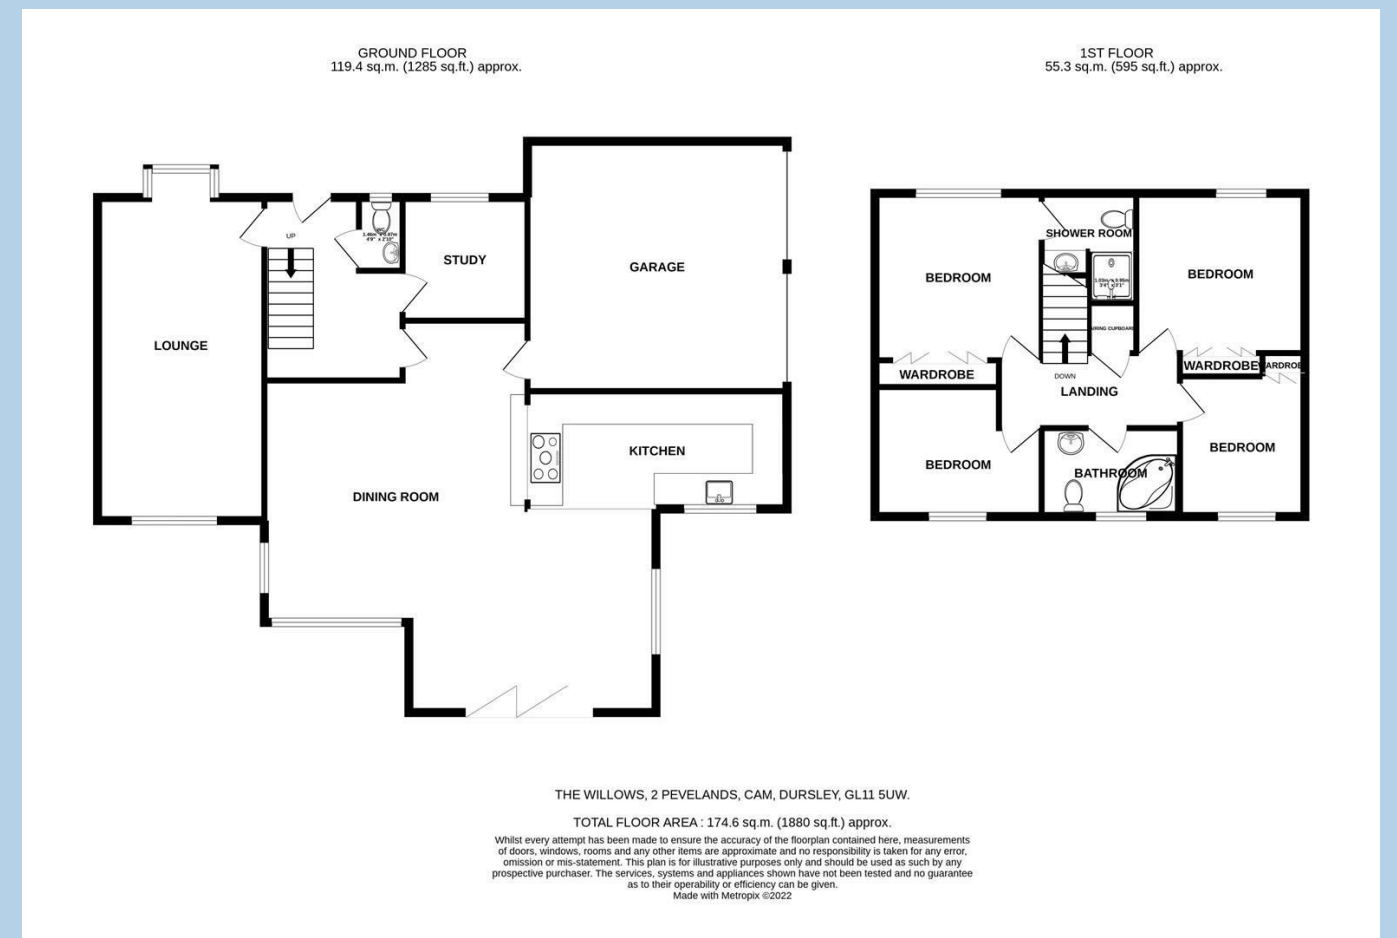 GROUND FLOOR
119.4 sq.m. (1285 sq.ft.) approx.
1ST FLOOR
55.3 sq.m. (595 sq.ft.) approx.
UP
4'9" x 2'10"
STUDY
GARAGE
LOUNGE
KITCHEN
DINING ROOM
SHOWER ROOM
BEDROOM
BEDROOM
AIRING CUPBOARD
WARDROBE
WARDROBE
WARDROBE
DOWN
LANDING
BEDROOM
BEDROOM
BATHROOM
THE WILLOWS, 2 PEVELANDS, CAM, DURSLEY, GL11 5UW.
TOTAL FLOOR AREA : 174.6 sq.m. (1880 sq.ft.) approx.
Whilst every attempt has been made to ensure the accuracy of the floorplan contained here, measurements
of doors, windows, rooms and any other items are approximate and no responsibility is taken for any error,
omission or mis-statement. This plan is for illustrative purposes only and should be used as such by any
prospective purchaser. The services, systems and appliances shown have not been tested and no guarantee
as to their operability or efficiency can be given.
Made with Metropix ©2022